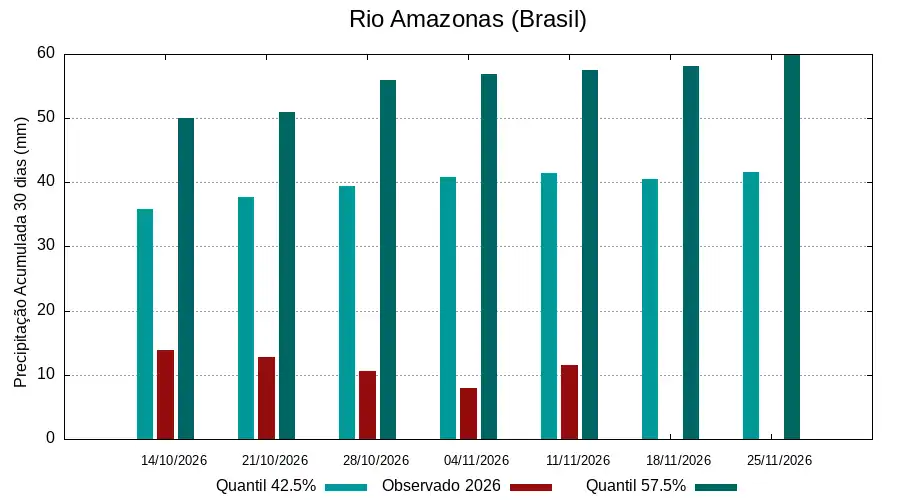 Rio Amazonas (Brasil)
Precipitação Acumulada 30 dias (mm)
60
50
40
30
20
10
0
14/10/2026 21/10/2026 28/10/2026 04/11/2026 11/11/2026 18/11/2026 25/11/2026
Quantil 42.5% Observado 2026 Quantil 57.5%